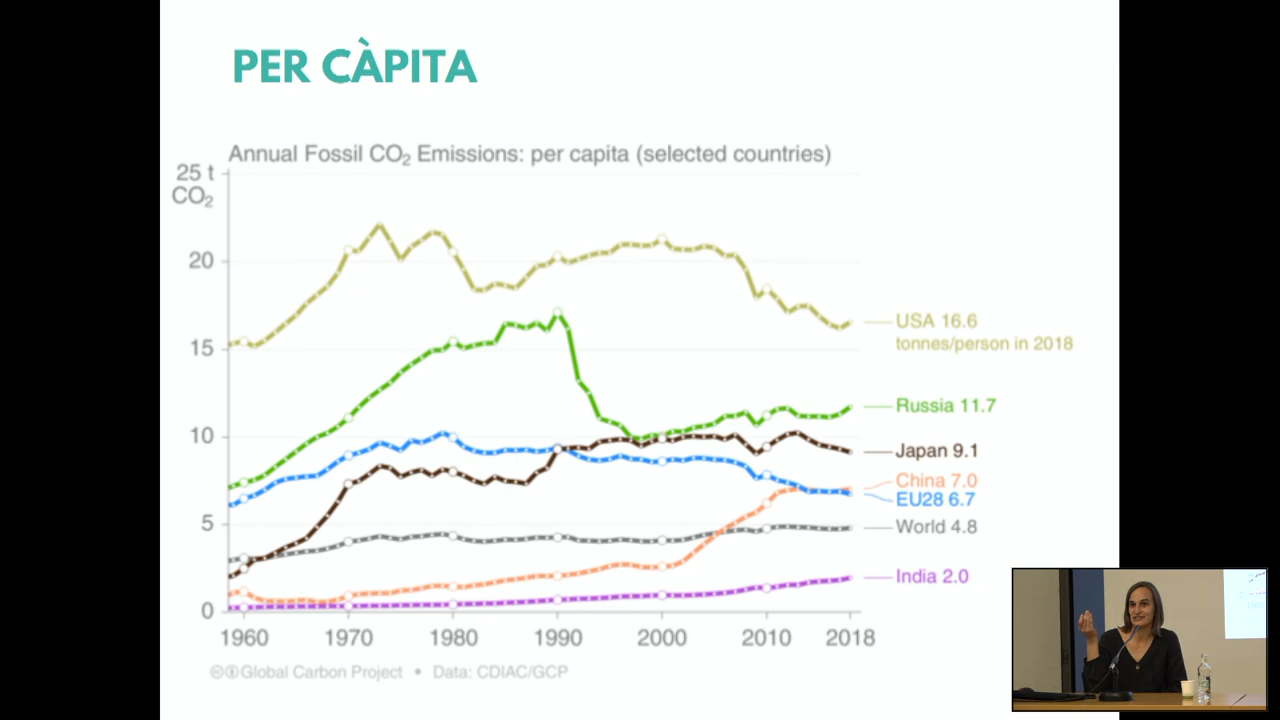 PER CÀPITA
Annual Fossil CO₂ Emissions: per capita (selected countries)
25 t
CO₂
20
15
10
5
0
USA 16.6
tonnes/person in 2018
Russia 11.7
Japan 9.1
China 7.0
EU28 6.7
World 4.8
India 2.0
1960 1970 1980 1990 2000 2010 2018
Global Carbon Project • Data: CDIAC/GCP